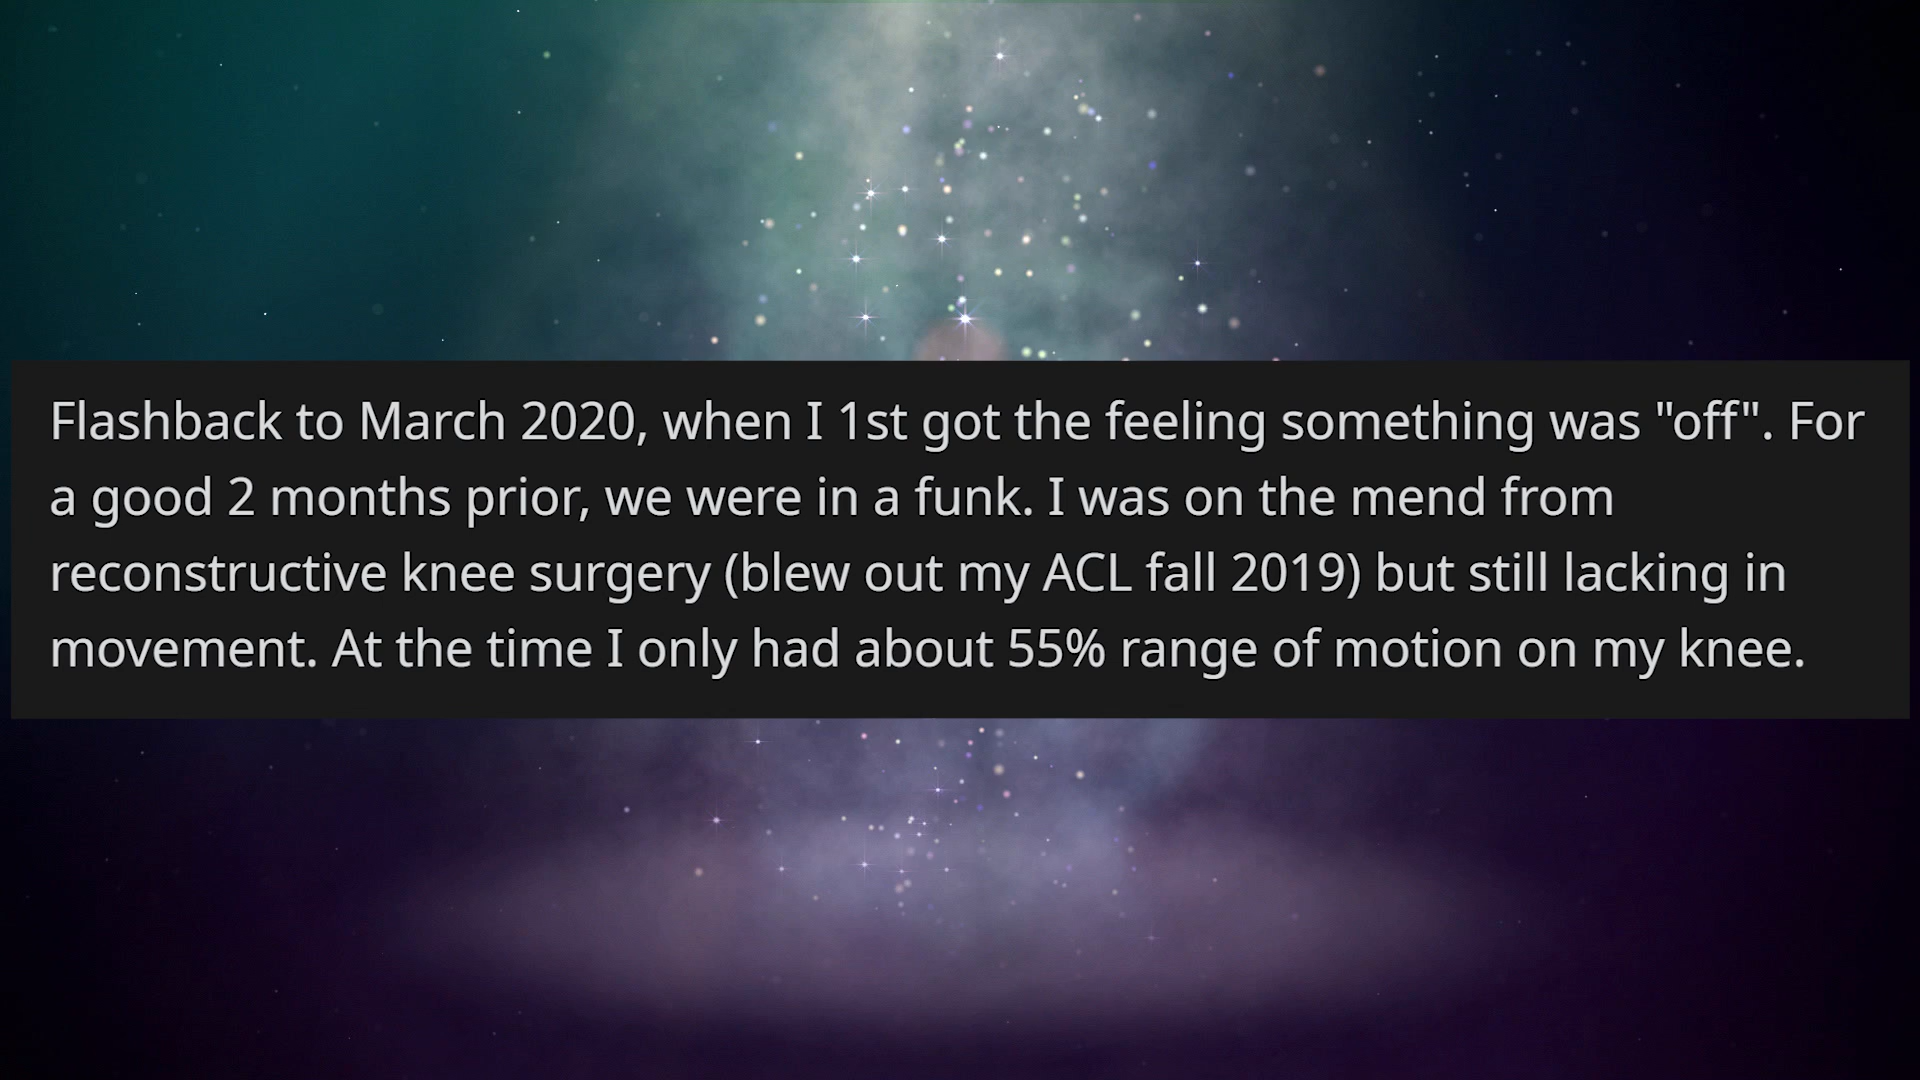 Flashback to March 2020, when I 1st got the feeling something was "off". For
a good 2 months prior, we were in a funk. I was on the mend from
reconstructive knee surgery (blew out my ACL fall 2019) but still lacking in
movement. At the time I only had about 55% range of motion on my knee.